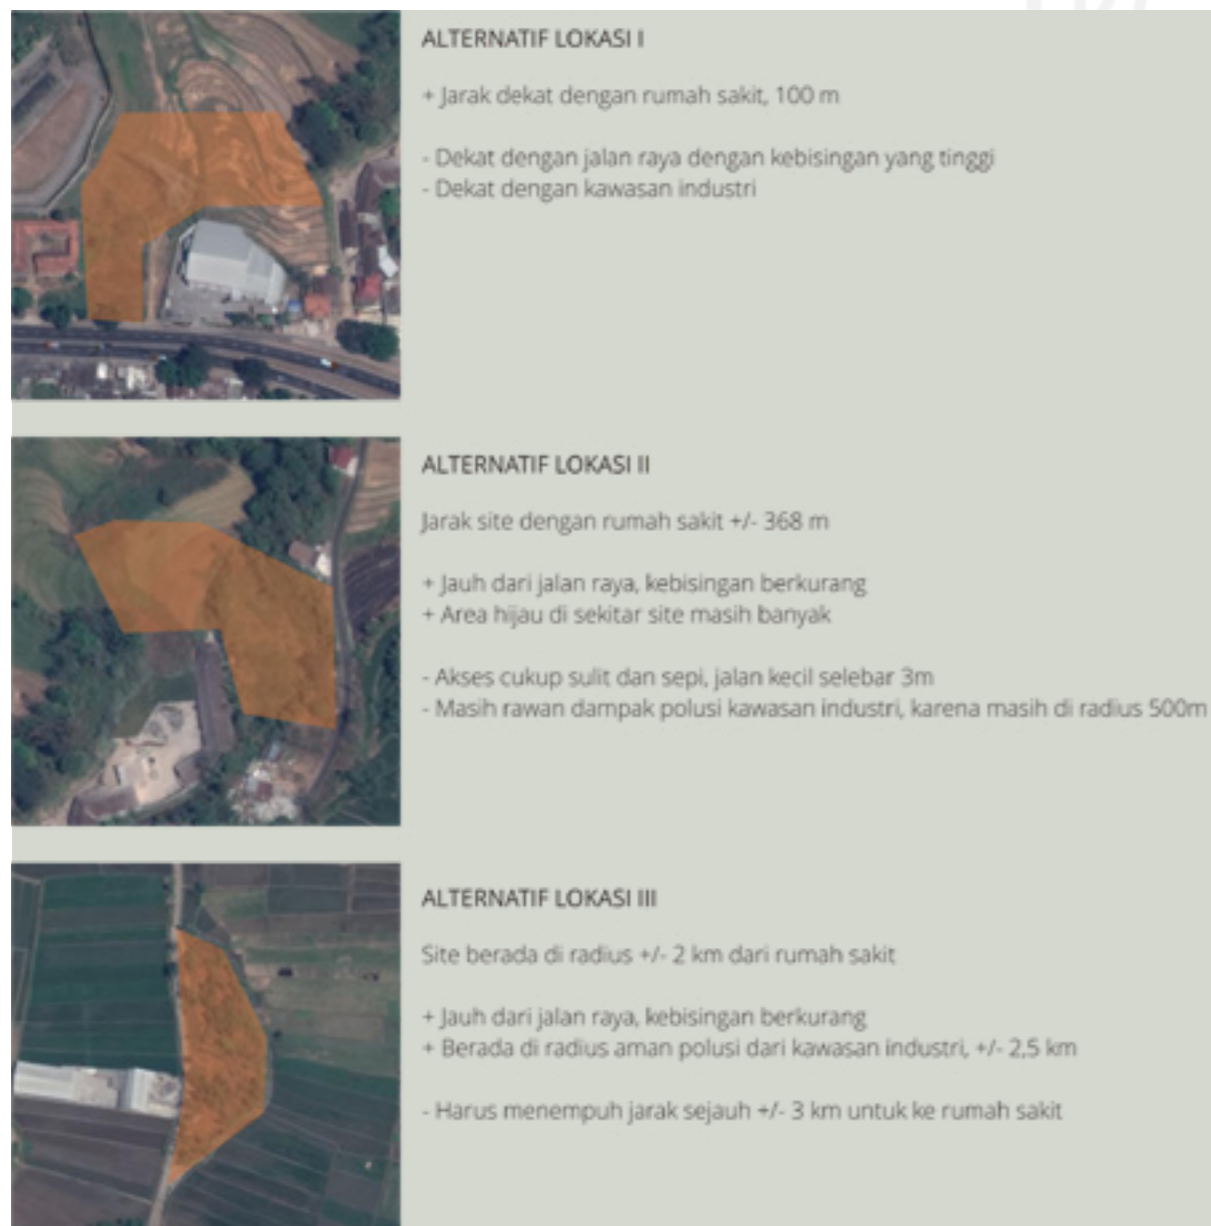 ALTERNATIF LOKASI I
+ Jarak dekat dengan rumah sakit, 100 m
- Dekat dengan jalan raya dengan kebisingan yang tinggi
- Dekat dengan kawasan industri
ALTERNATIF LOKASI II
Jarak site dengan rumah sakit +/- 368 m
+ Jauh dari jalan raya, kebisingan berkurang
+ Area hijau di sekitar site masih banyak
- Akses cukup sulit dan sepi, jalan kecil selebar 3m
- Masih rawan dampak polusi kawasan industri, karena masih di radius 500m
ALTERNATIF LOKASI III
Site berada di radius +/- 2 km dari rumah sakit
+ Jauh dari jalan raya, kebisingan berkurang
+ Berada di radius aman polusi dari kawasan industri, +/- 2,5 km
- Harus menempuh jarak sejauh +/- 3 km untuk ke rumah sakit